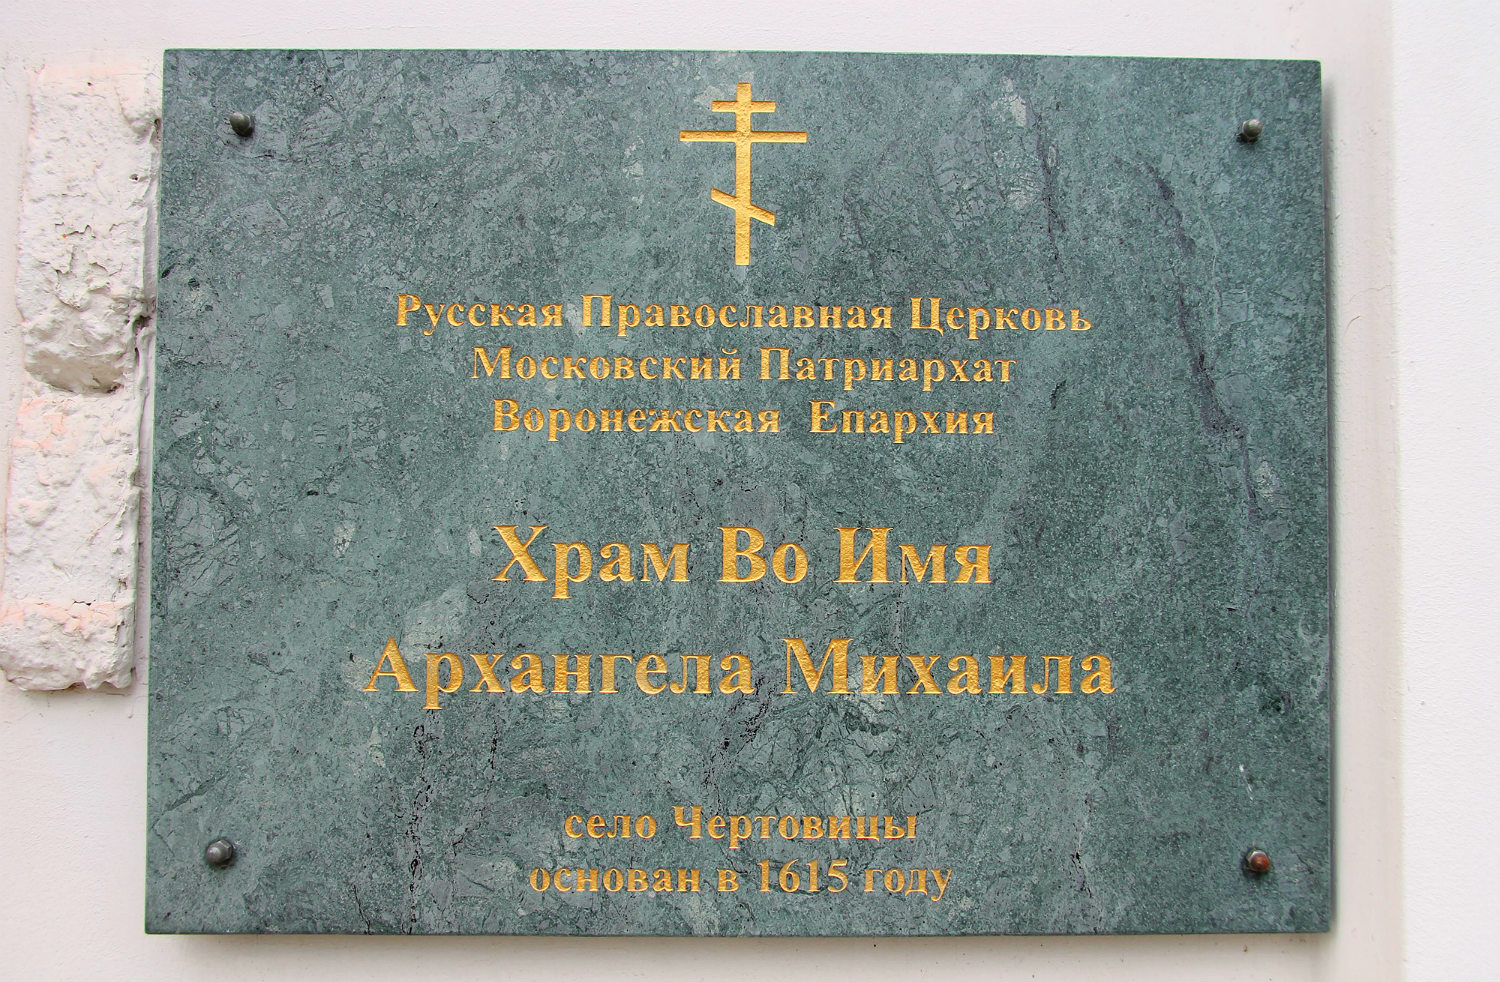 Русская Православная Церковь
Московский Патриархат
Воронежская Епархия
Храм Во Имя
Архангела Михаила
село Чертовицы
основан в 1615 году